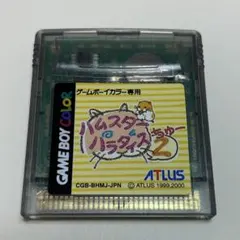 ゲームボーイカラー専用
GAME BOY COLOR
ハムスター
パラダイス
ちゅー
2
ATLUS
CGB-BHMJ-JPN
© ATLUS 1999,2000